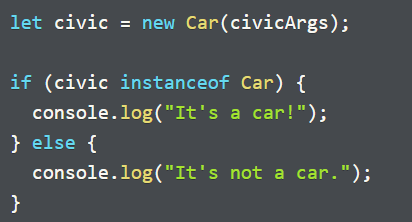 let civic = new Car(civicArgs);
if (civic instanceof Car) {
  console.log("It's a car!");
} else {
  console.log("It's not a car.");
}